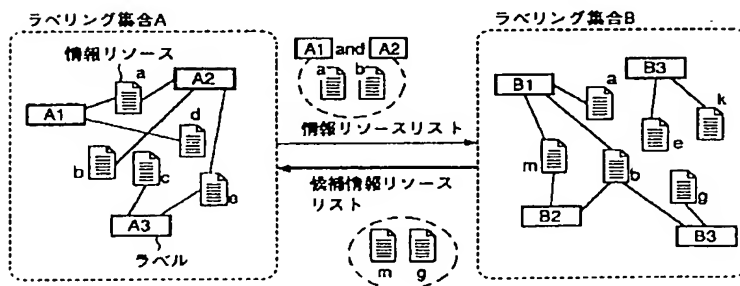 ラベリング集合A
情報リソース
a
A2
A1
d
b
c
e
A3
ラベル
A1 and A2
a b
情報リソースリスト
候補情報リソース
リスト
m g
ラベリング集合B
B1
a
B3
k
e
m
b
g
B2
B3